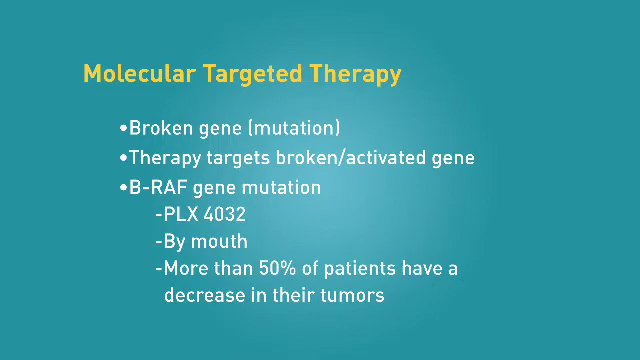 Molecular Targeted Therapy
•Broken gene (mutation)
•Therapy targets broken/activated gene
•B-RAF gene mutation
-PLX 4032
-By mouth
-More than 50% of patients have a
decrease in their tumors